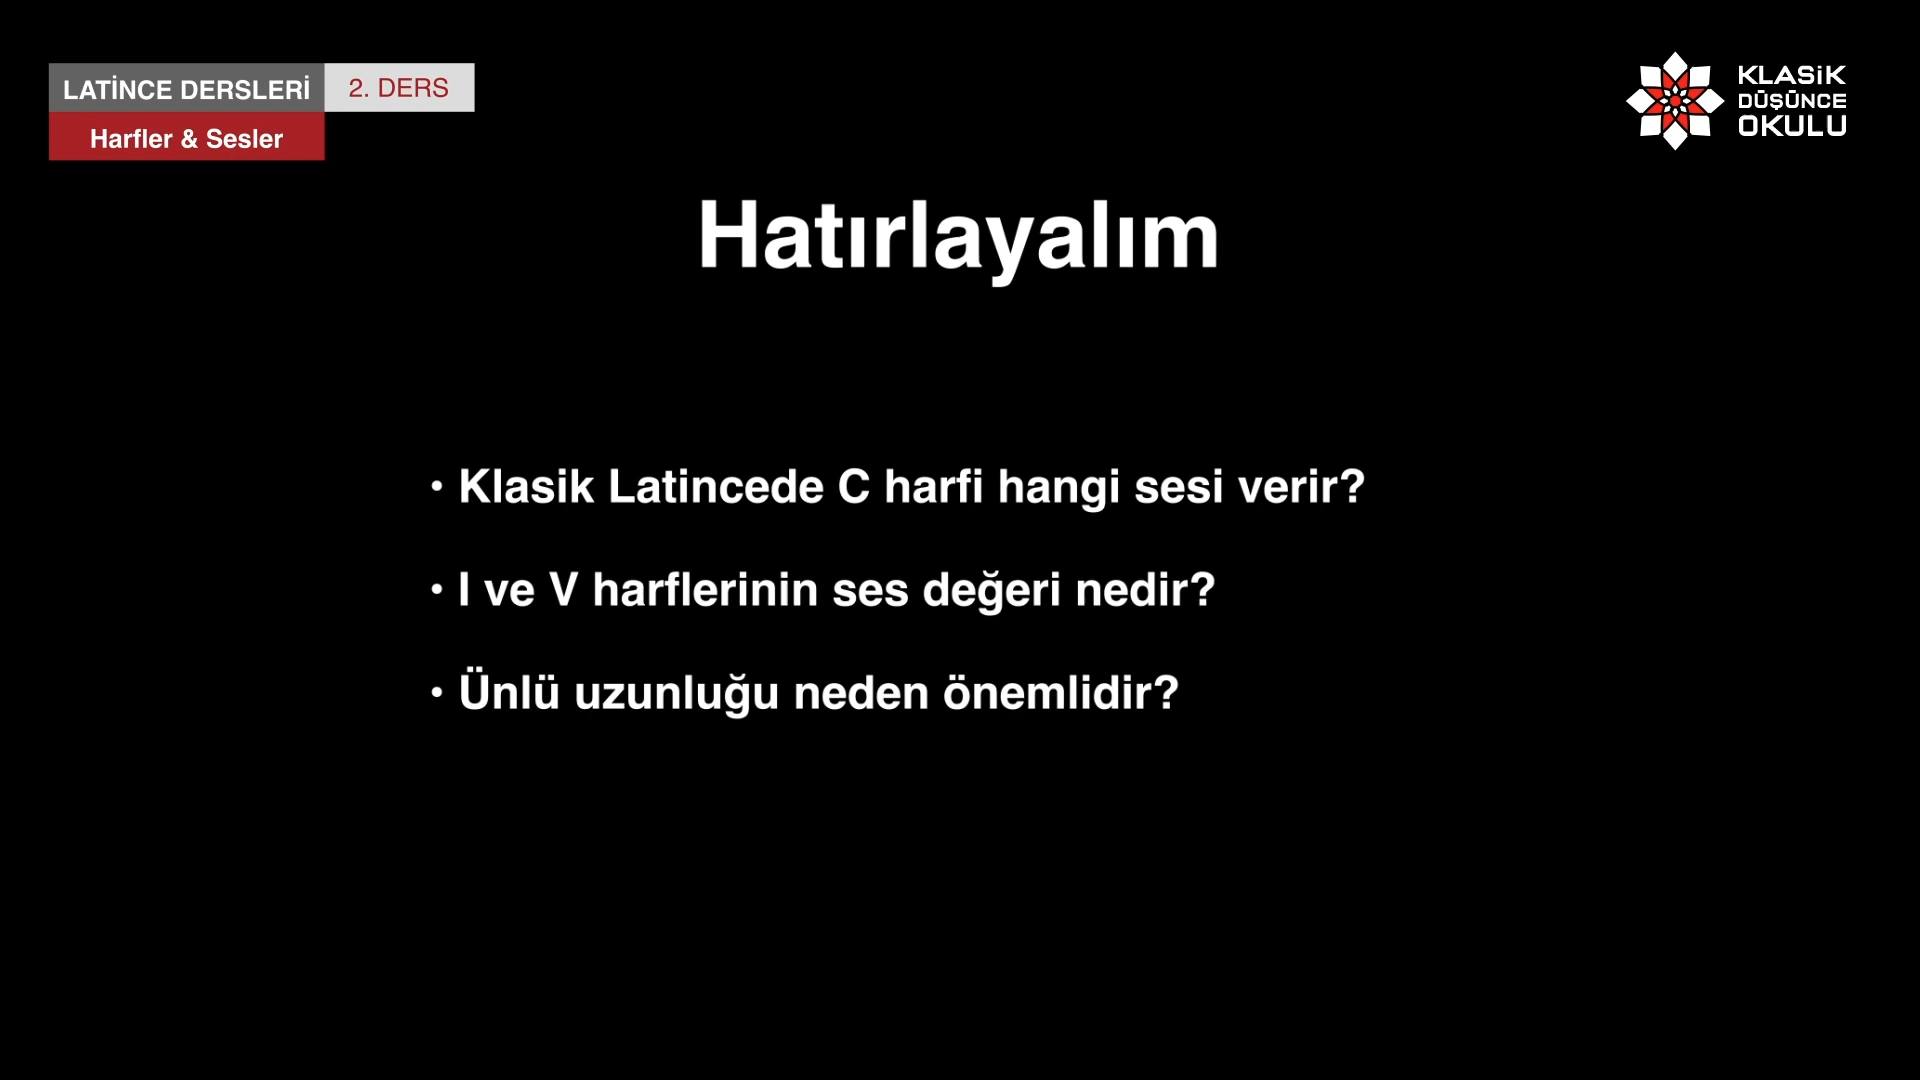 LATİNCE DERSLERİ
2. DERS
Harfler & Sesler
KLASiK
DÜŞÜNCE
OKULU
Hatırlayalım
• Klasik Latincede C harfi hangi sesi verir?
• I ve V harflerinin ses değeri nedir?
• Ünlü uzunluğu neden önemlidir?